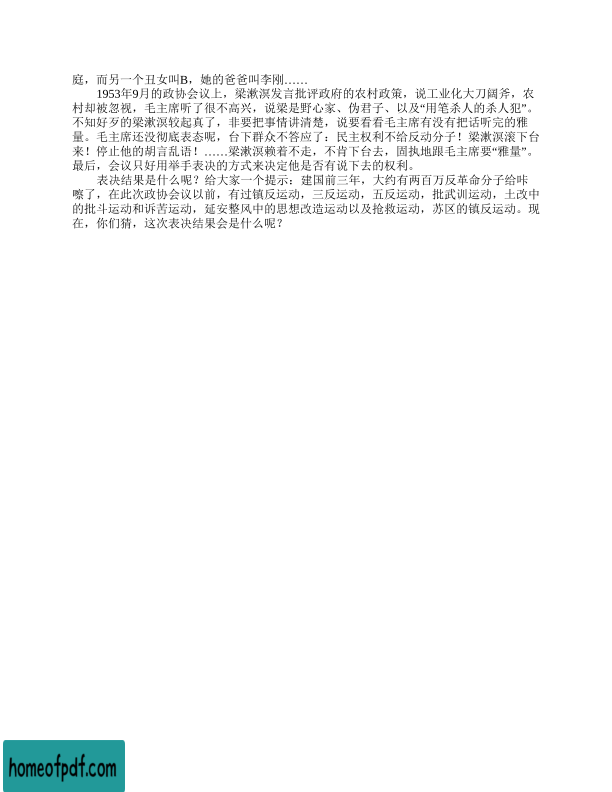 庭，而另一个丑女叫B，她的爸爸叫李刚……
1953年9月的政协会议上，梁漱溟发言批评政府的农村政策，说工业化大刀阔斧，农
村却被忽视，毛主席听了很不高兴，说梁是野心家、伪君子、以及“用笔杀人的杀人犯”。
不知好歹的梁漱溟较起真了，非要把事情讲清楚，说要看看毛主席有没有把话听完的雅
量。毛主席还没彻底表态呢，台下群众不答应了：民主权利不给反动分子！梁漱溟滚下台
来！停止他的胡言乱语！……梁漱溟赖着不走，不肯下台去，固执地跟毛主席要“雅量”。
最后，会议只好用举手表决的方式来决定他是否有说下去的权利。
表决结果是什么呢？给大家一个提示：建国前三年，大约有两百万反革命分子给咔
嚓了，在此次政协会议以前，有过镇反运动，三反运动，五反运动，批武训运动，土改中
的批斗运动和诉苦运动，延安整风中的思想改造运动以及抢救运动，苏区的镇反运动。现
在，你们猜，这次表决结果会是什么呢？
homeofpdf.com